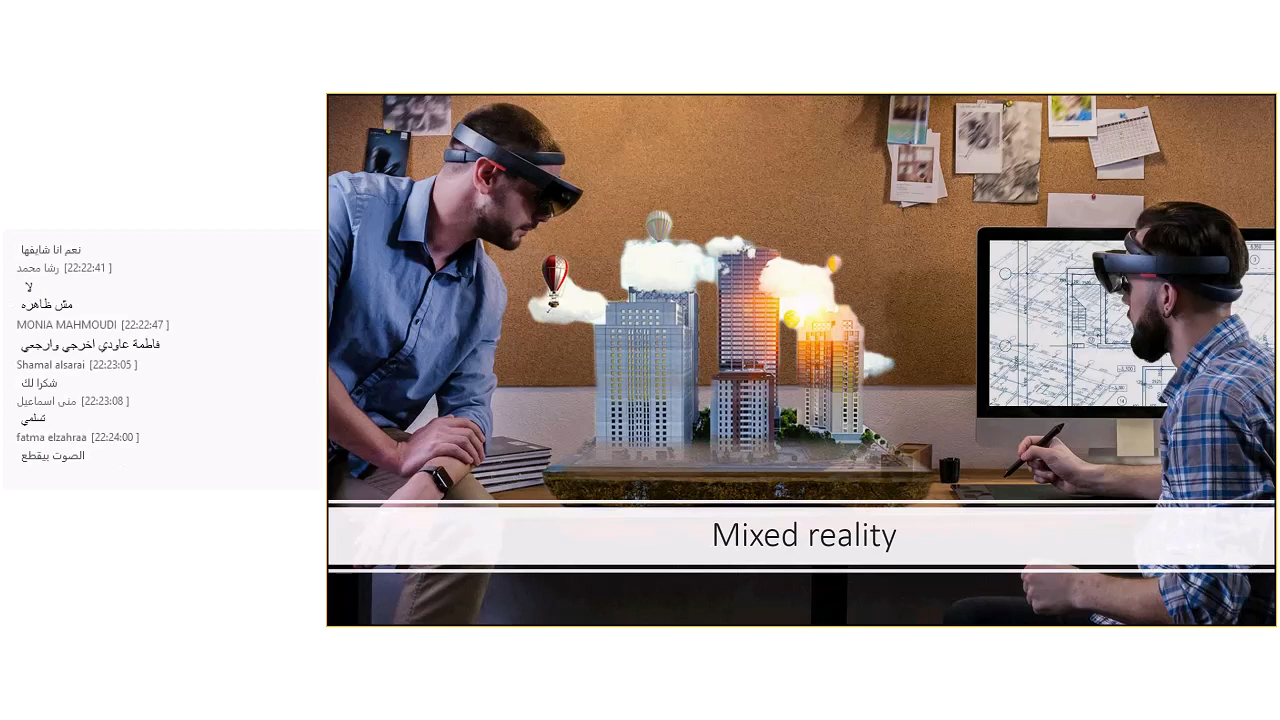 نعم انا شايفها
رشا محمد [22:22:41 ]
لا
مش ظاهره
MONIA MAHMOUDI [22:22:47 ]
فاطمة عاودي اخرجي وارجعي
Shamal alsarai [22:23:05 ]
شكرا لك
منى اسماعيل [22:23:08 ]
تسلمي
fatma elzahraa [22:24:00 ]
الصوت بيقطع
Mixed reality